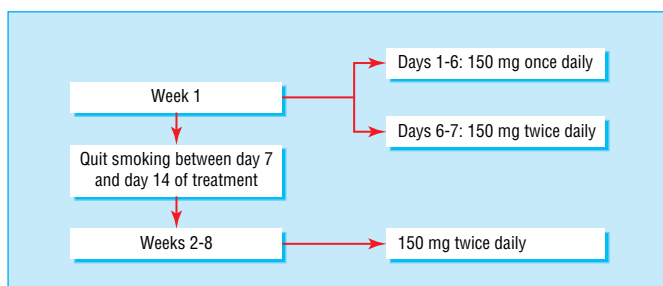 Week 1
Days 1-6: 150 mg once daily
Days 6-7: 150 mg twice daily
Quit smoking between day 7
and day 14 of treatment
Weeks 2-8
150 mg twice daily